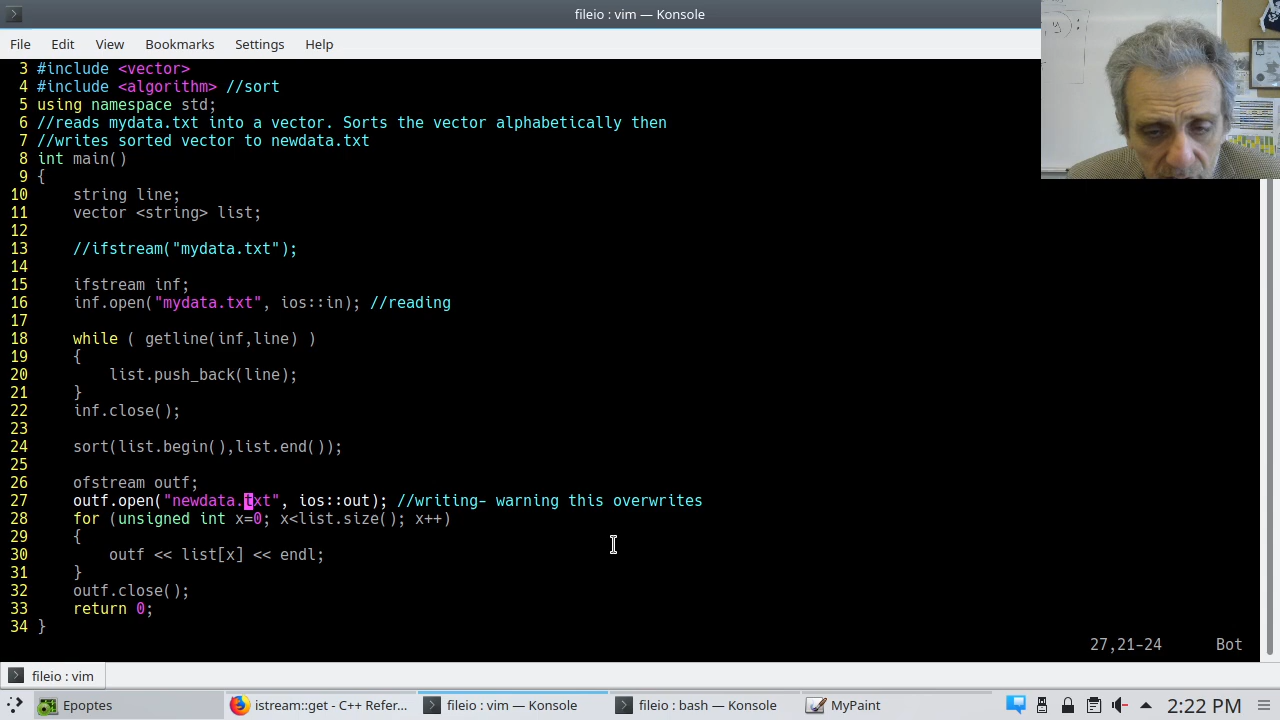 fileio : vim — Konsole
File Edit View Bookmarks Settings Help
3 #include <vector>
4 #include <algorithm> //sort
5 using namespace std;
6 //reads mydata.txt into a vector. Sorts the vector alphabetically then
7 //writes sorted vector to newdata.txt
8 int main()
9 {
10 string line;
11 vector <string> list;
12
13 //ifstream("mydata.txt");
14
15 ifstream inf;
16 inf.open("mydata.txt", ios::in); //reading
17
18 while ( getline(inf,line) )
19 {
20 list.push_back(line);
21 }
22 inf.close();
23
24 sort(list.begin(),list.end());
25
26 ofstream outf;
27 outf.open("newdata.txt", ios::out); //writing- warning this overwrites
28 for (unsigned int x=0; x<list.size(); x++)
29 {
30 outf << list[x] << endl;
31 }
32 outf.close();
33 return 0;
34 }
27,21-24 Bot
fileio : vim
Epoptes istream::get - C++ Refer... fileio : vim — Konsole fileio : bash — Konsole MyPaint 2:22 PM